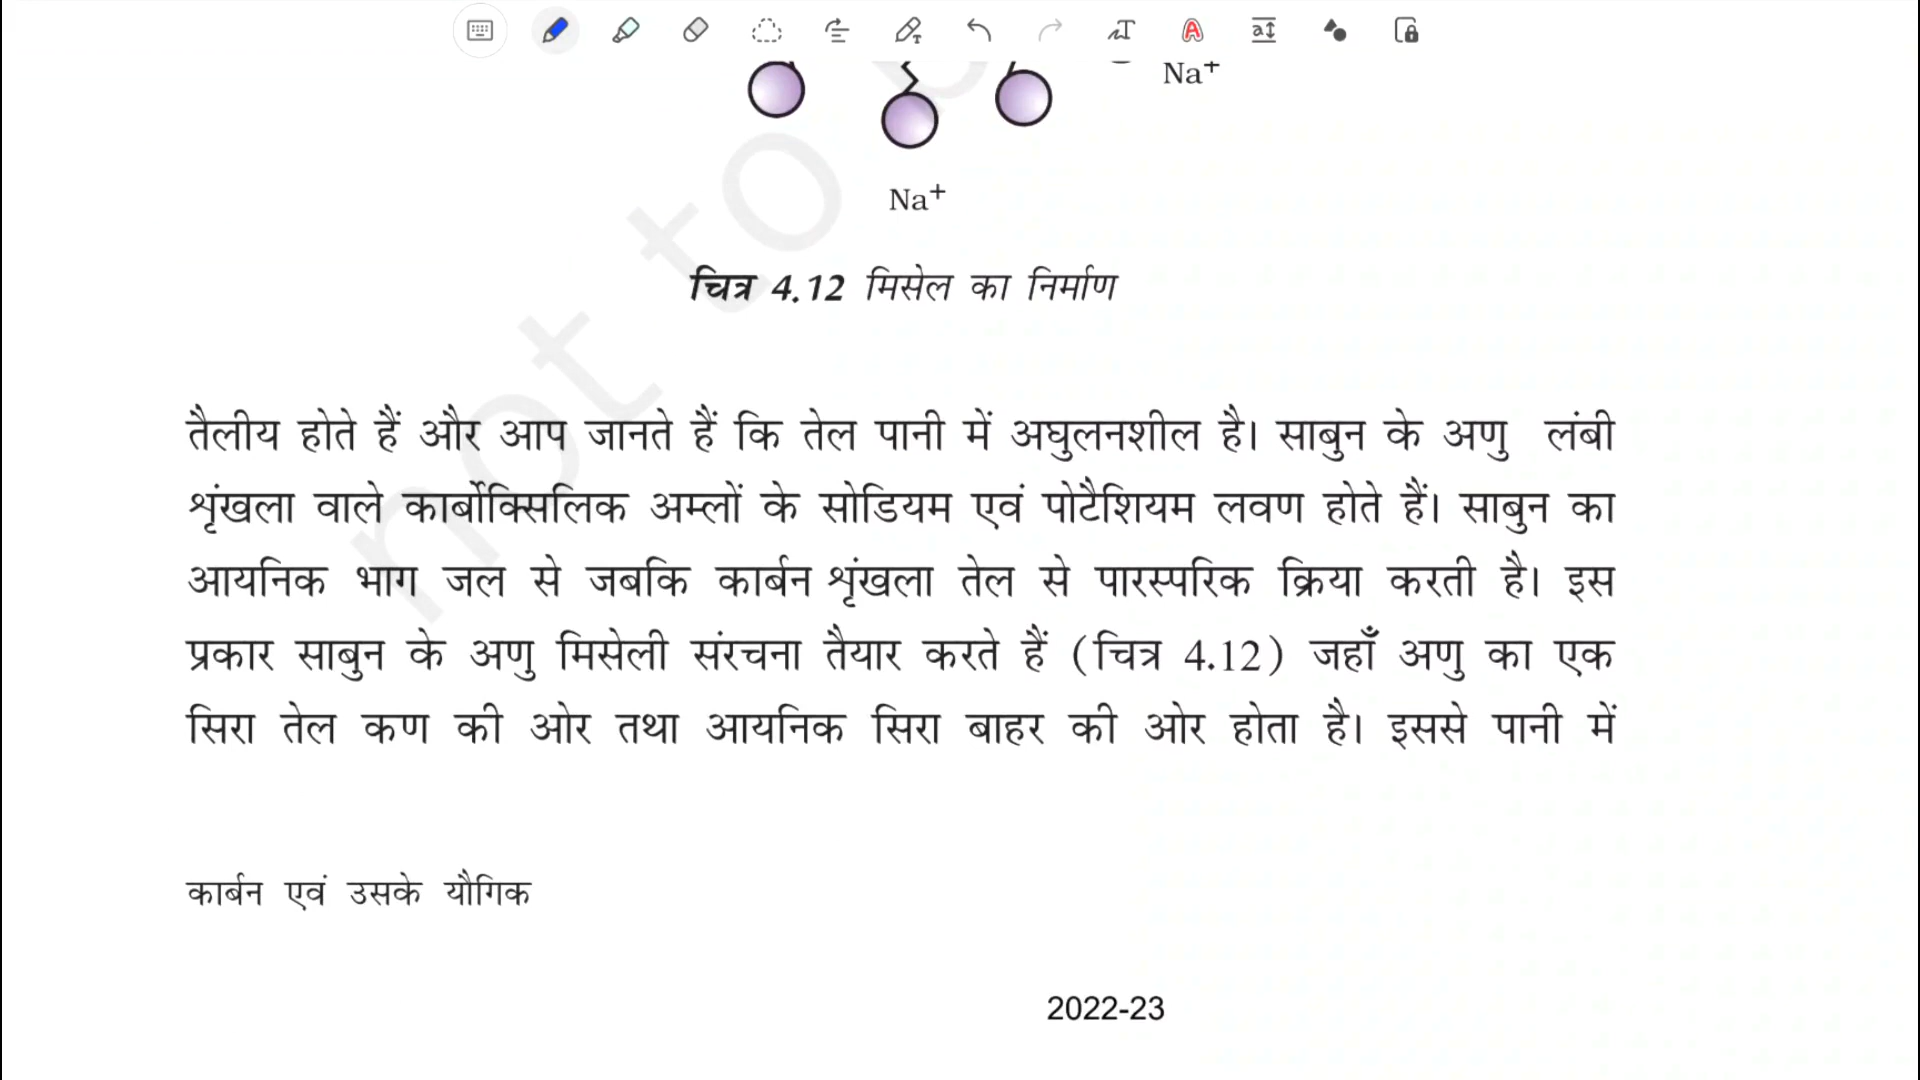 Na⁺
Na⁺
चित्र 4.12 मिसेल का निर्माण
तैलीय होते हैं और आप जानते हैं कि तेल पानी में अघुलनशील है। साबुन के अणु लंबी
शृंखला वाले कार्बोक्सिलिक अम्लों के सोडियम एवं पोटैशियम लवण होते हैं। साबुन का
आयनिक भाग जल से जबकि कार्बन शृंखला तेल से पारस्परिक क्रिया करती है। इस
प्रकार साबुन के अणु मिसेली संरचना तैयार करते हैं (चित्र 4.12) जहाँ अणु का एक
सिरा तेल कण की ओर तथा आयनिक सिरा बाहर की ओर होता है। इससे पानी में
कार्बन एवं उसके यौगिक
2022-23
not to